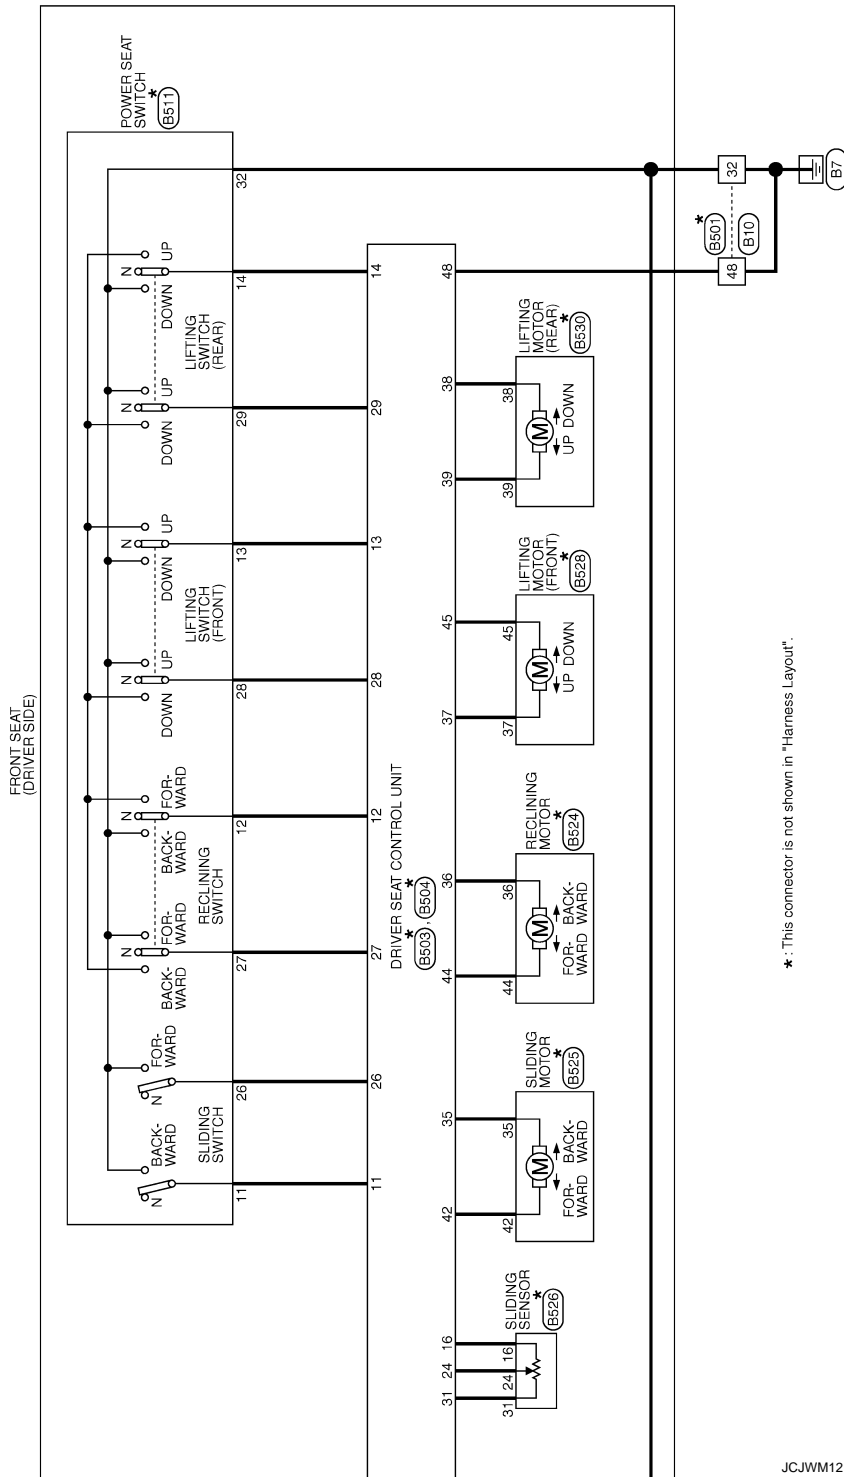 FRONT SEAT
(DRIVER SIDE)
POWER SEAT
SWITCH
*
B511
BACK-
WARD
N
SLIDING
SWITCH
FOR-
WARD
N
BACK-
WARD
N
FOR-
WARD
RECLINING
SWITCH
BACK-
WARD
N
FOR-
WARD
DOWN
N
UP
LIFTING
SWITCH
(FRONT)
DOWN
N
UP
DOWN
N
UP
LIFTING
SWITCH
(REAR)
DOWN
N
UP
11
26
27
12
28
13
29
14
32
11
26
27
12
28
13
29
14
DRIVER SEAT CONTROL UNIT
*
*
B503 , B504
31
24
16
42
35
44
36
37
45
39
38
48
31
24
16
42
35
44
36
37
45
39
38
SLIDING
SENSOR
*
B526
SLIDING
MOTOR
*
B525
M
FOR-
WARD
BACK-
WARD
RECLINING
MOTOR
*
B524
M
FOR-
WARD
BACK-
WARD
LIFTING
MOTOR
(FRONT)
*
B528
M
UP
DOWN
LIFTING
MOTOR
(REAR)
*
B530
M
UP
DOWN
*
B501
B10
48
32
B7
* : This connector is not shown in "Harness Layout".
JCJWM12